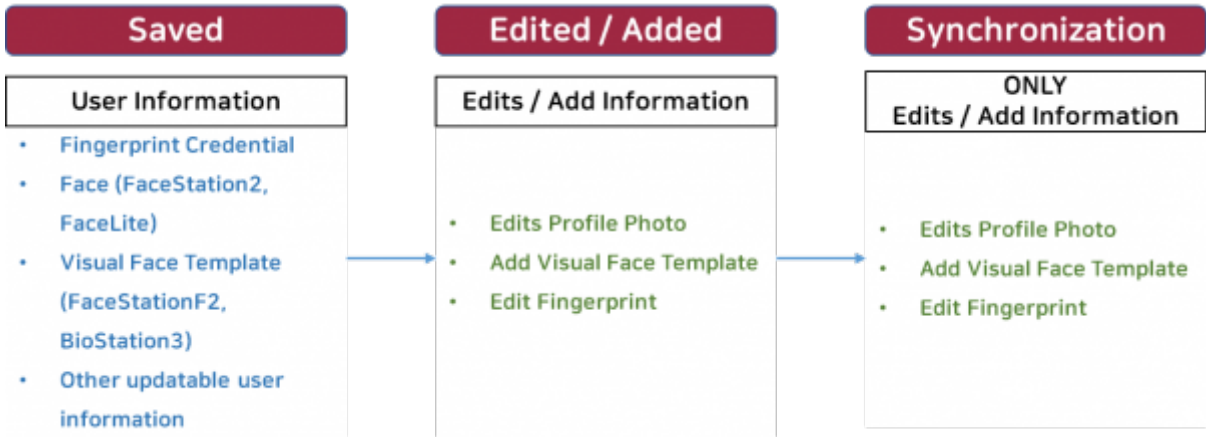 Saved
User Information
• Fingerprint Credential
• Face (FaceStation2,
FaceLite)
• Visual Face Template
(FaceStationF2,
BioStation3)
• Other updatable user
information
Edited / Added
Edits / Add Information
• Edits Profile Photo
• Add Visual Face Template
• Edit Fingerprint
Synchronization
ONLY
Edits / Add Information
• Edits Profile Photo
• Add Visual Face Template
• Edit Fingerprint